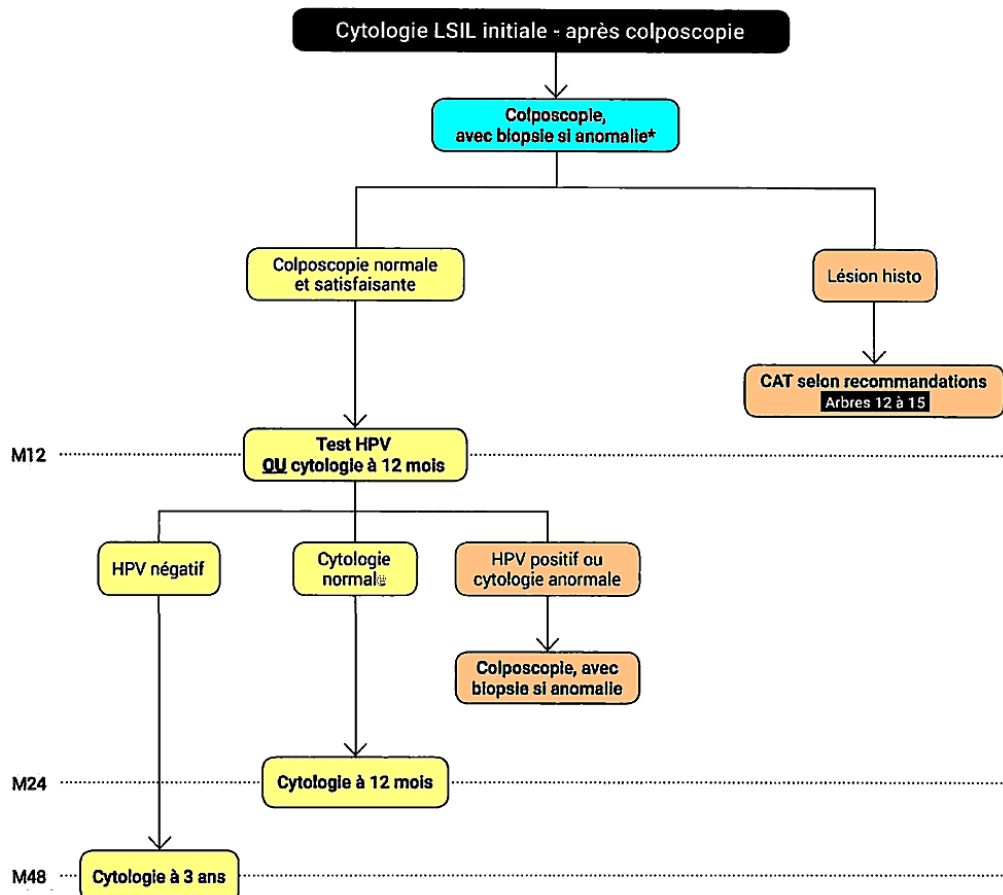 Cytologie LSIL initiale - après colposcopie
Colposcopie,
avec biopsie si anomalie*
Colposcopie normale
et satisfaisante
Lésion histo
CAT selon recommandations
Arbres 12 à 15
M12
Test HPV
OU cytologie à 12 mois
HPV négatif
Cytologie
normale
HPV positif ou
cytologie anormale
Colposcopie, avec
biopsie si anomalie
M24
Cytologie à 12 mois
M48
Cytologie à 3 ans